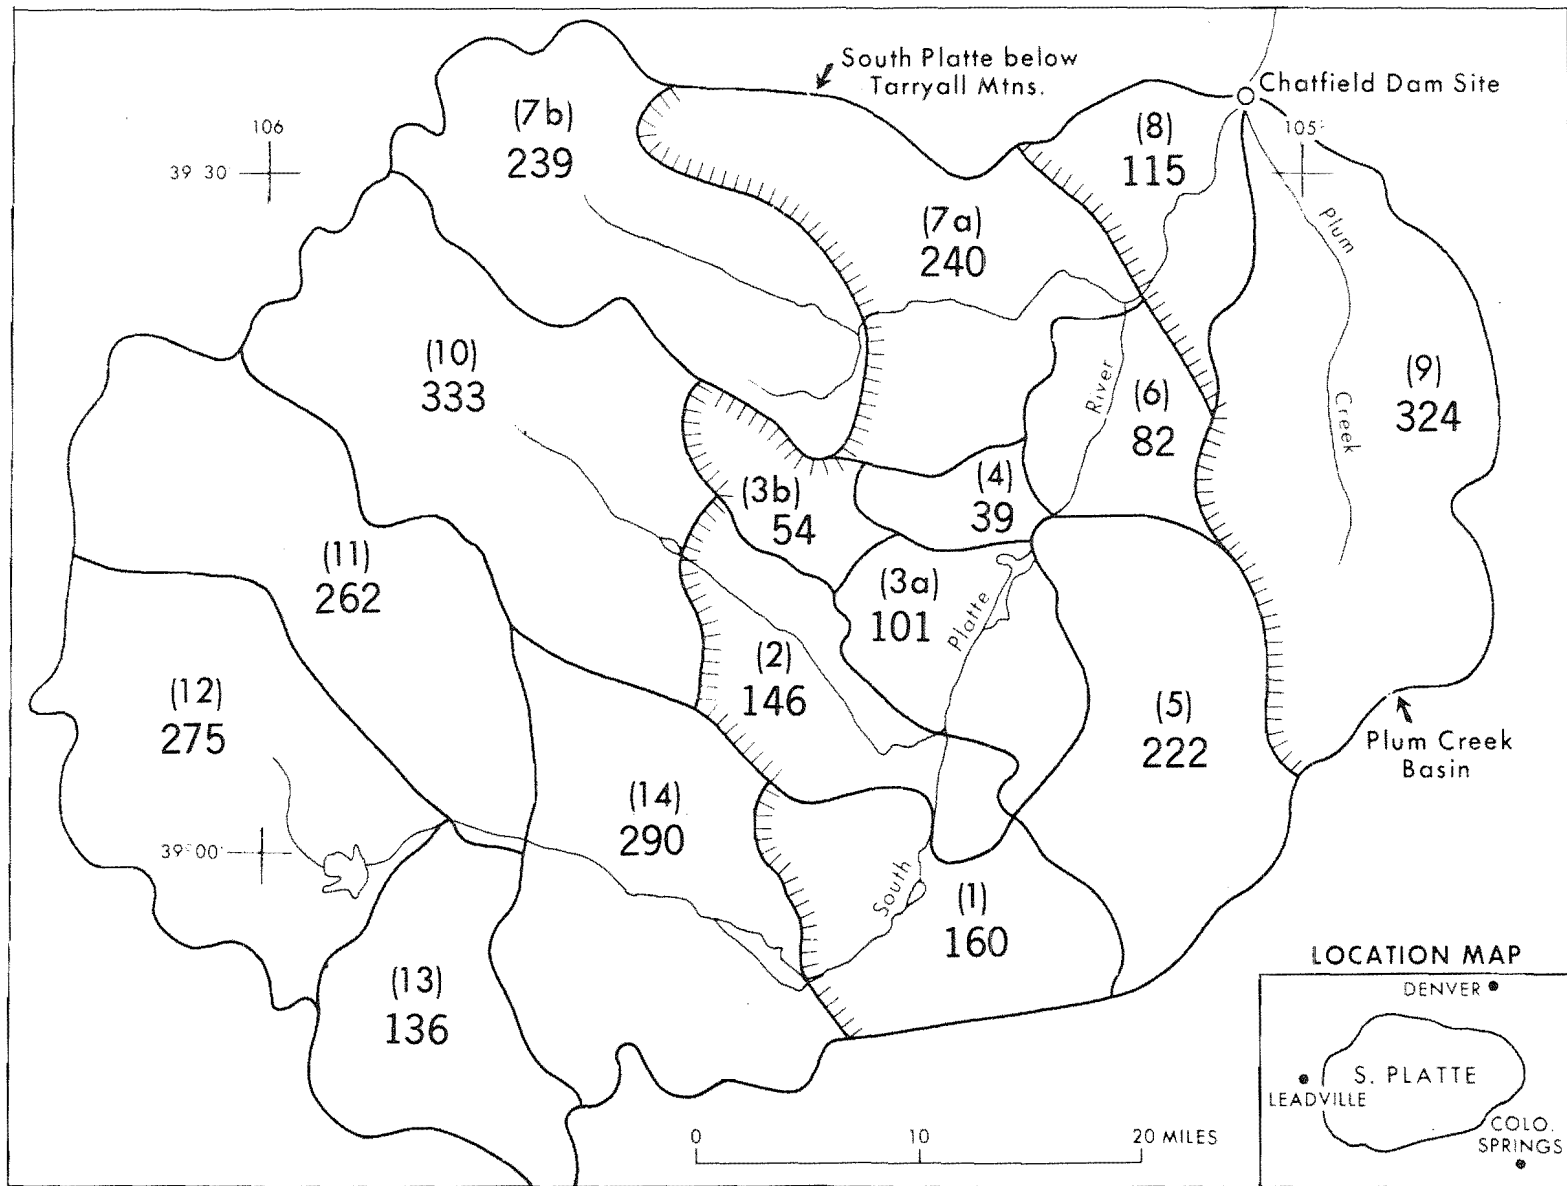 South Platte below
Tarryall Mtns.
Chatfield Dam Site
106
39 30
105°
(7b)
239
(8)
115
(7a)
240
Plum
Creek
(10)
333
River
(6)
82
(9)
324
(3b)
54
(4)
39
(11)
262
(3a)
101
Platte
(2)
146
(12)
275
(5)
222
Plum Creek
Basin
(14)
290
39°00'
South
(1)
160
(13)
136
LOCATION MAP
DENVER
S. PLATTE
LEADVILLE
COLO.
SPRINGS
0 10 20 MILES